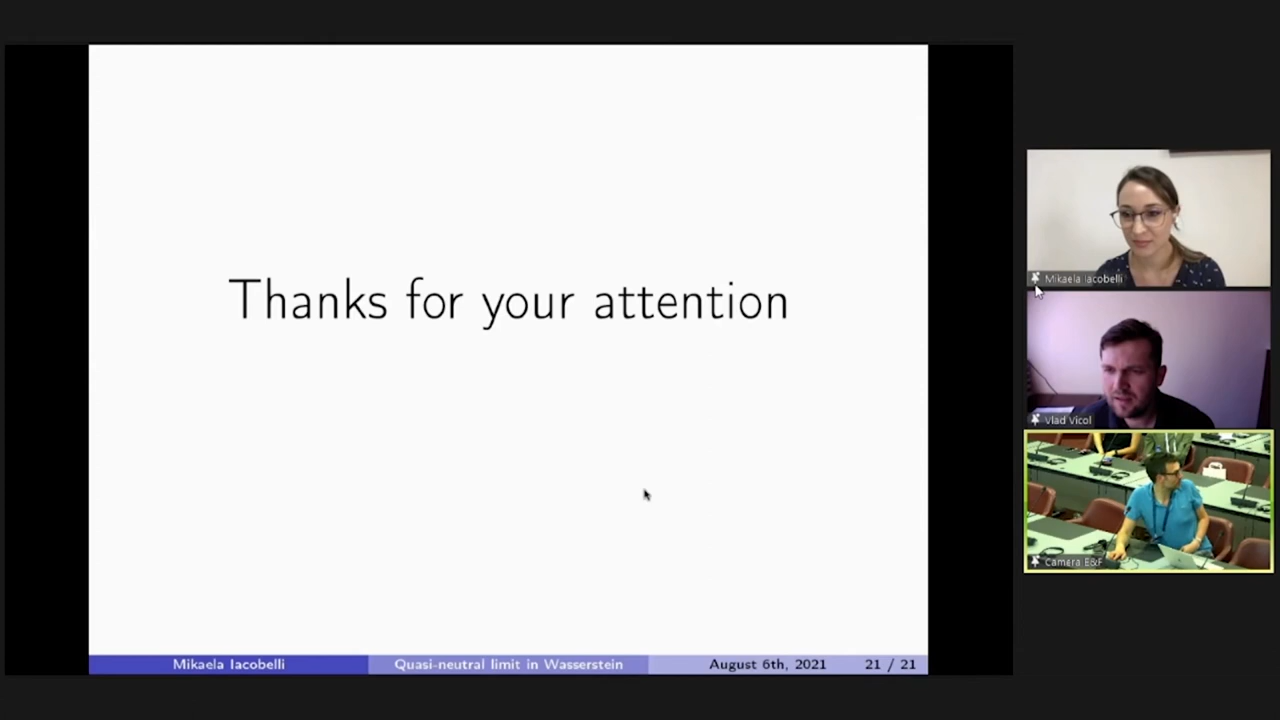 Thanks for your attention
Mikaela Iacobelli
Quasi-neutral limit in Wasserstein
August 6th, 2021
21 / 21
Mikaela Iacobelli
Vlad Vicol
Camera E&F